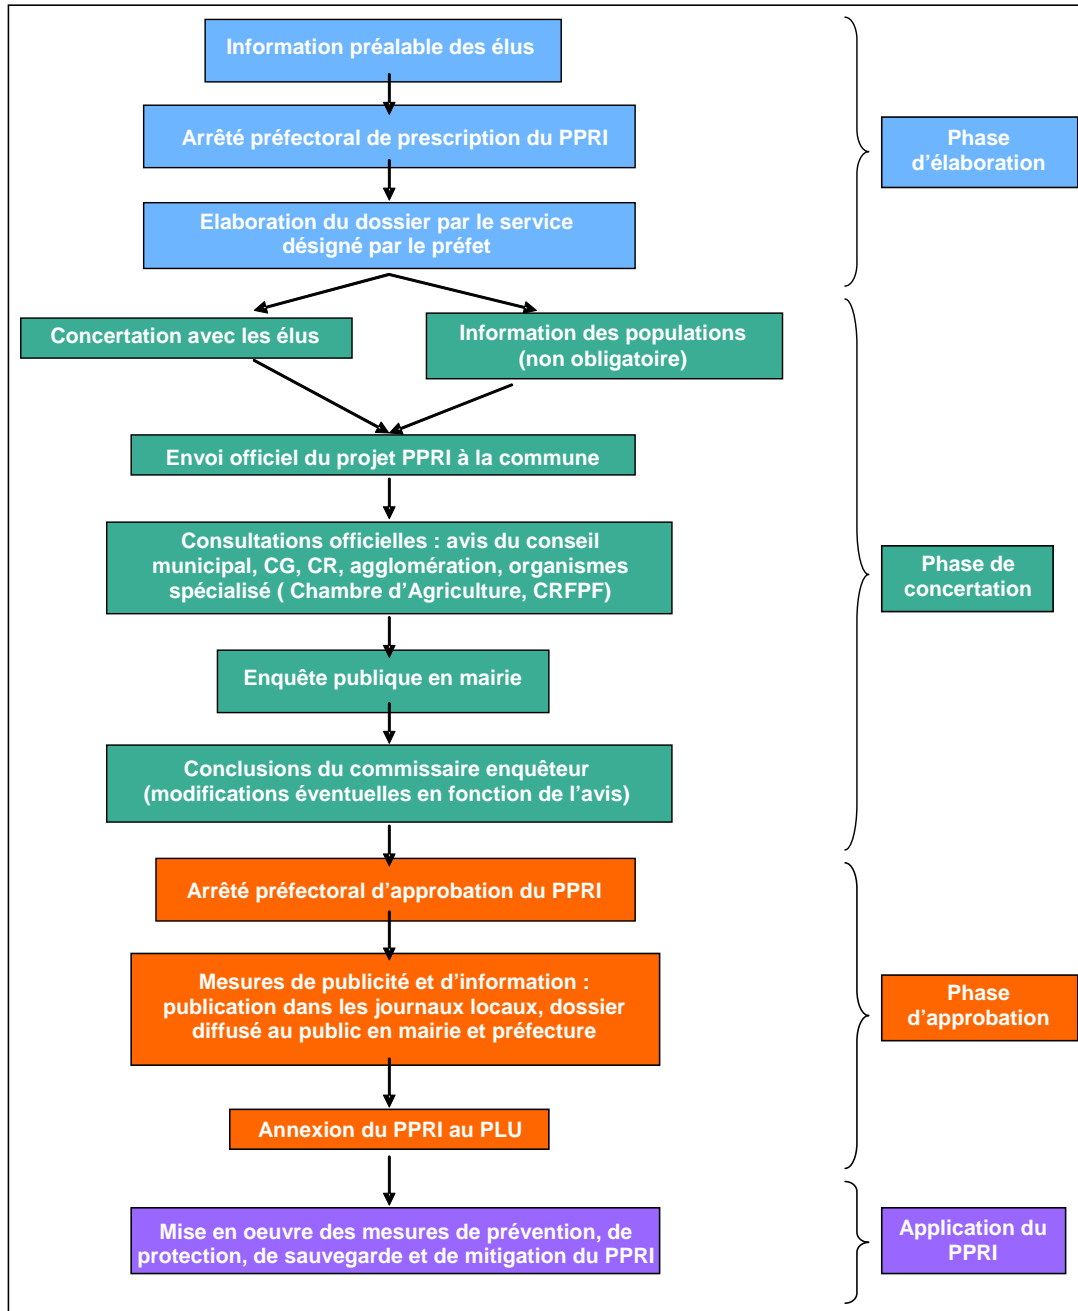 Information préalable des élus
Arrêté préfectoral de prescription du PPRI
Phase
d'élaboration
Elaboration du dossier par le service
désigné par le préfet
Concertation avec les élus
Information des populations
(non obligatoire)
Envoi officiel du projet PPRI à la commune
Consultations officielles : avis du conseil
municipal, CG, CR, agglomération, organismes
spécialisé ( Chambre d'Agriculture, CRFPF)
Phase de
concertation
Enquête publique en mairie
Conclusions du commissaire enquêteur
(modifications éventuelles en fonction de l'avis)
Arrêté préfectoral d'approbation du PPRI
Mesures de publicité et d'information :
publication dans les journaux locaux, dossier
diffusé au public en mairie et préfecture
Phase
d'approbation
Annexion du PPRI au PLU
Mise en oeuvre des mesures de prévention, de
protection, de sauvegarde et de mitigation du PPRI
Application du
PPRI